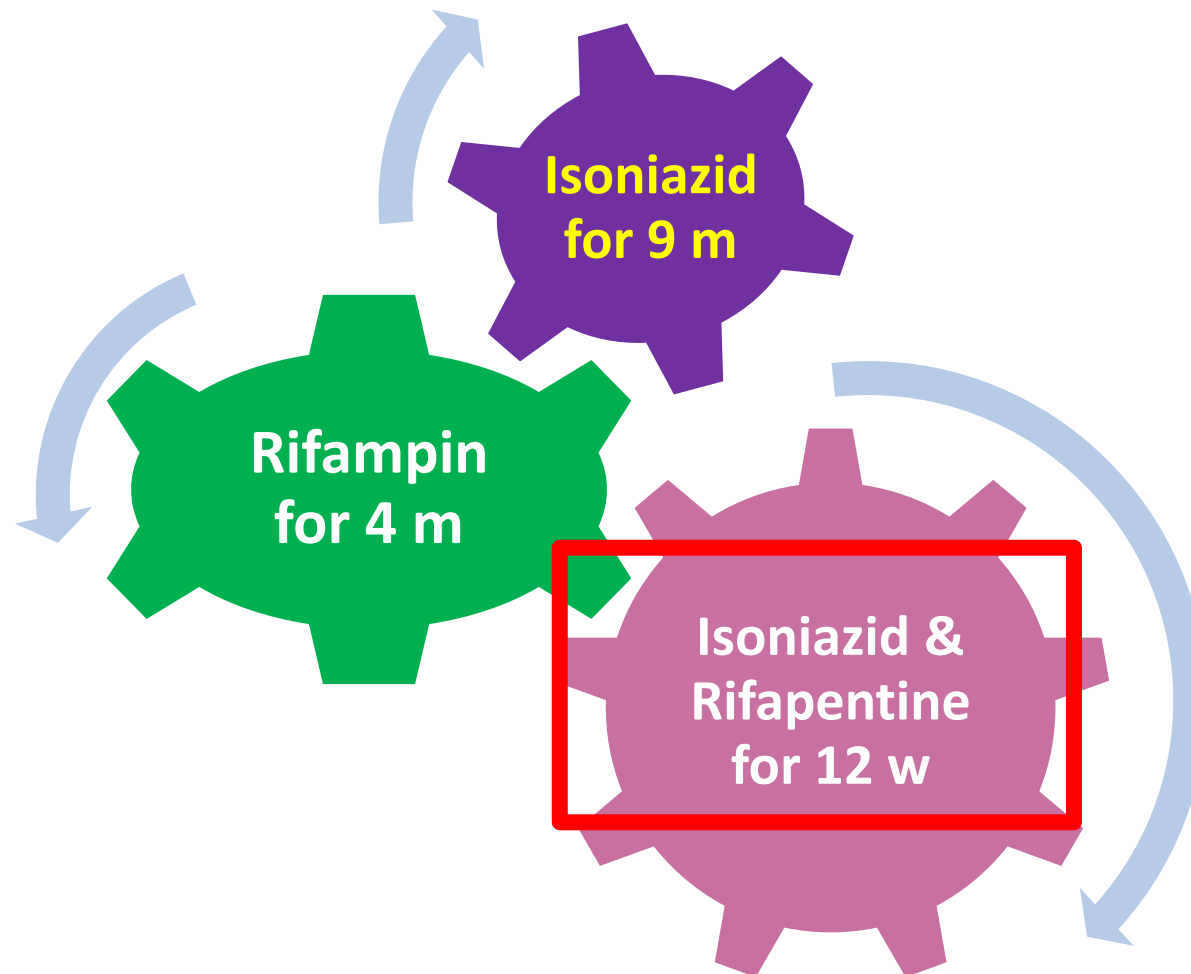 Isoniazid
for 9 m
Rifampin
for 4 m
Isoniazid &
Rifapentine
for 12 w